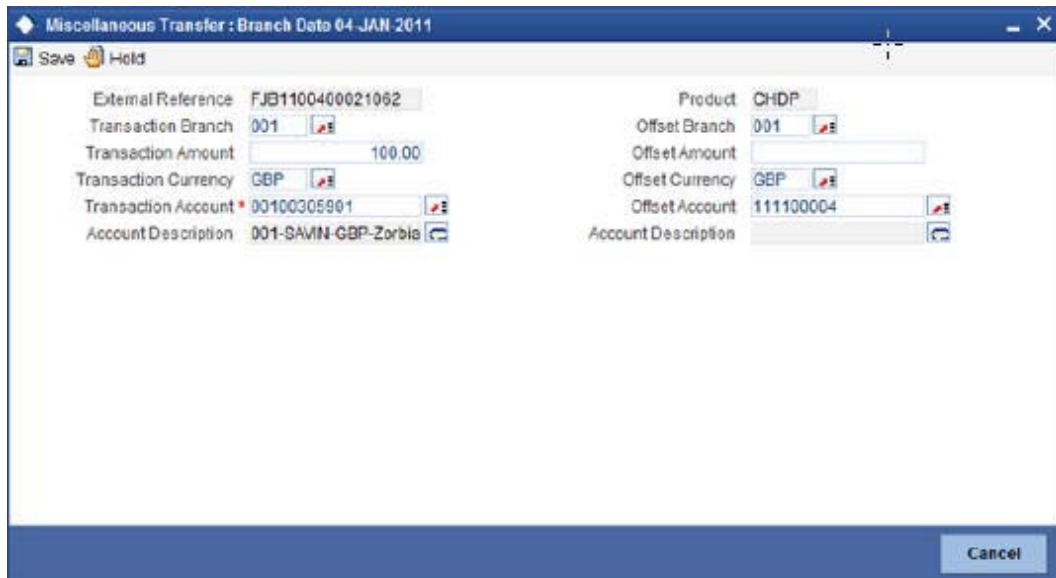 Miscellaneous Transfer : Branch Date 04-JAN-2011
Save Hold
External Reference FJB1100400021062 Product CHDP
Transaction Branch 001 Offset Branch 001
Transaction Amount 100.00 Offset Amount
Transaction Currency GBP Offset Currency GBP
Transaction Account * 00100305901 Offset Account 111100004
Account Description 001-SAVIN-GBP-Zorbia Account Description
Cancel